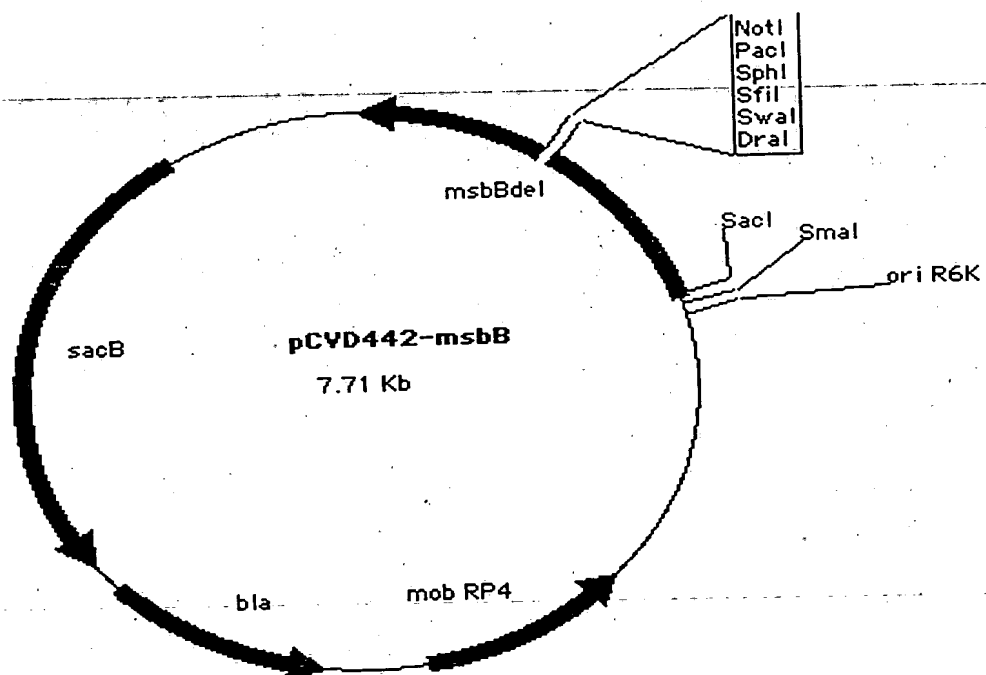 NotI
PacI
SphI
SfiI
SwaI
DraI
msbBdel
SacI
SmaI
ori R6K
sacB
pCVD442-msbB
7.71 Kb
bla
mob RP4